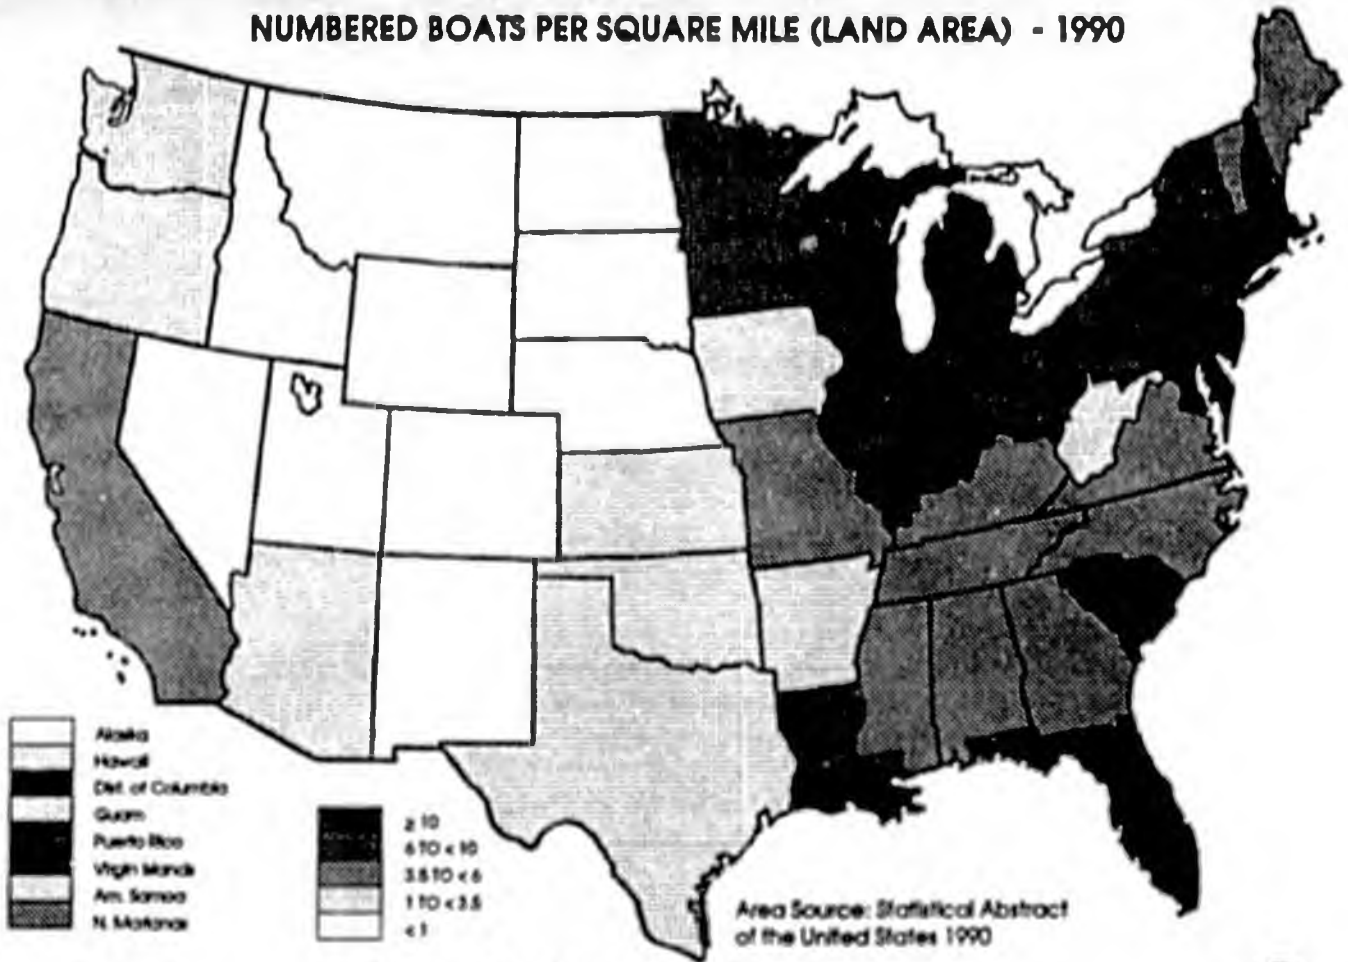 NUMBERED BOATS PER SQUARE MILE (LAND AREA) - 1990
Alaska
Hawaii
Dist. of Columbia
Guam
Puerto Rico
Virgin Islands
Am. Samoa
N. Marianas
≥ 10
6 TO < 10
3.5 TO < 6
1 TO < 3.5
< 1
Area Source: Statistical Abstract
of the United States 1990